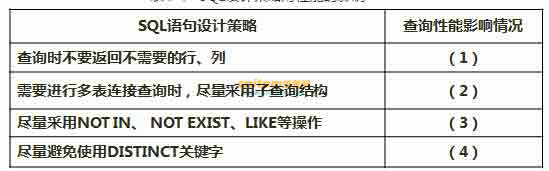 SQL语句设计策略 查询性能影响情况
查询时不要返回不需要的行、列 （1）
需要进行多表连接查询时，尽量采用子查询结构 （2）
尽量采用NOT IN、 NOT EXIST、LIKE等操作 （3）
尽量避免使用DISTINCT关键字 （4）